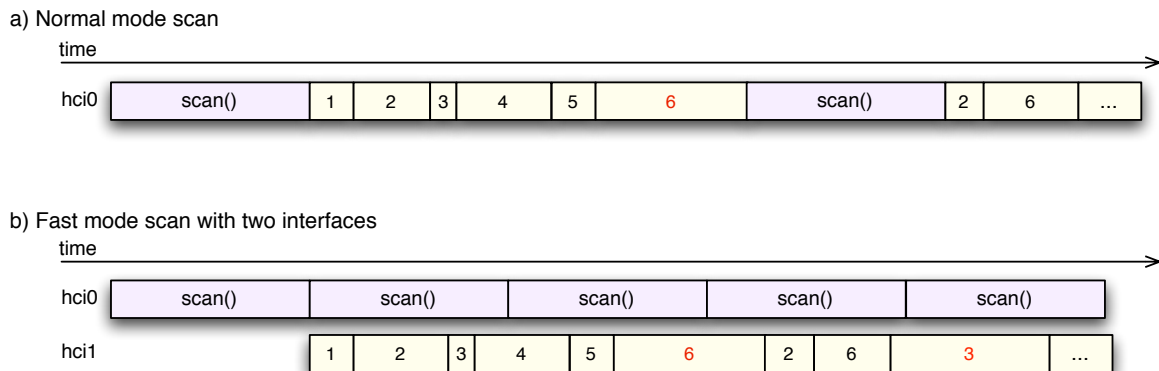 a) Normal mode scan
time
hci0 scan() 1 2 3 4 5 6 scan() 2 6 ...
b) Fast mode scan with two interfaces
time
hci0 scan() scan() scan() scan() scan()
hci1 1 2 3 4 5 6 2 6 3 ...